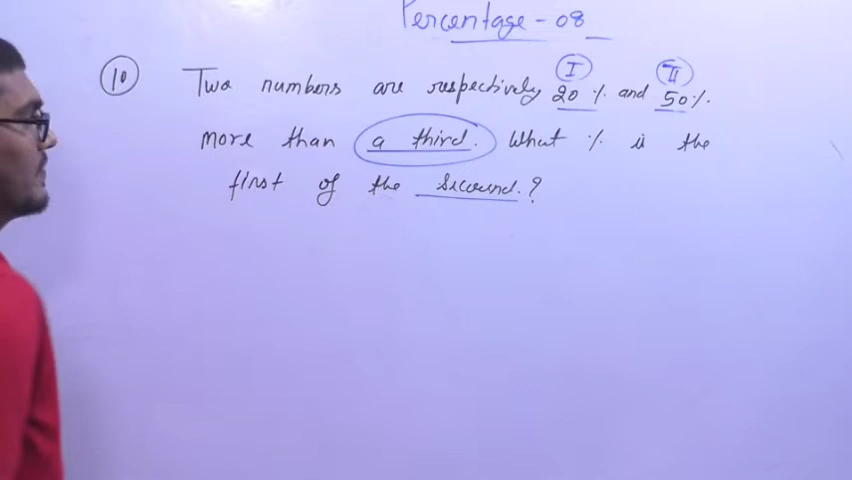 Percentage - 08
10 Two numbers are respectively 20 % and 50%.
I II
more than a third. What % is the
first of the Secound.?